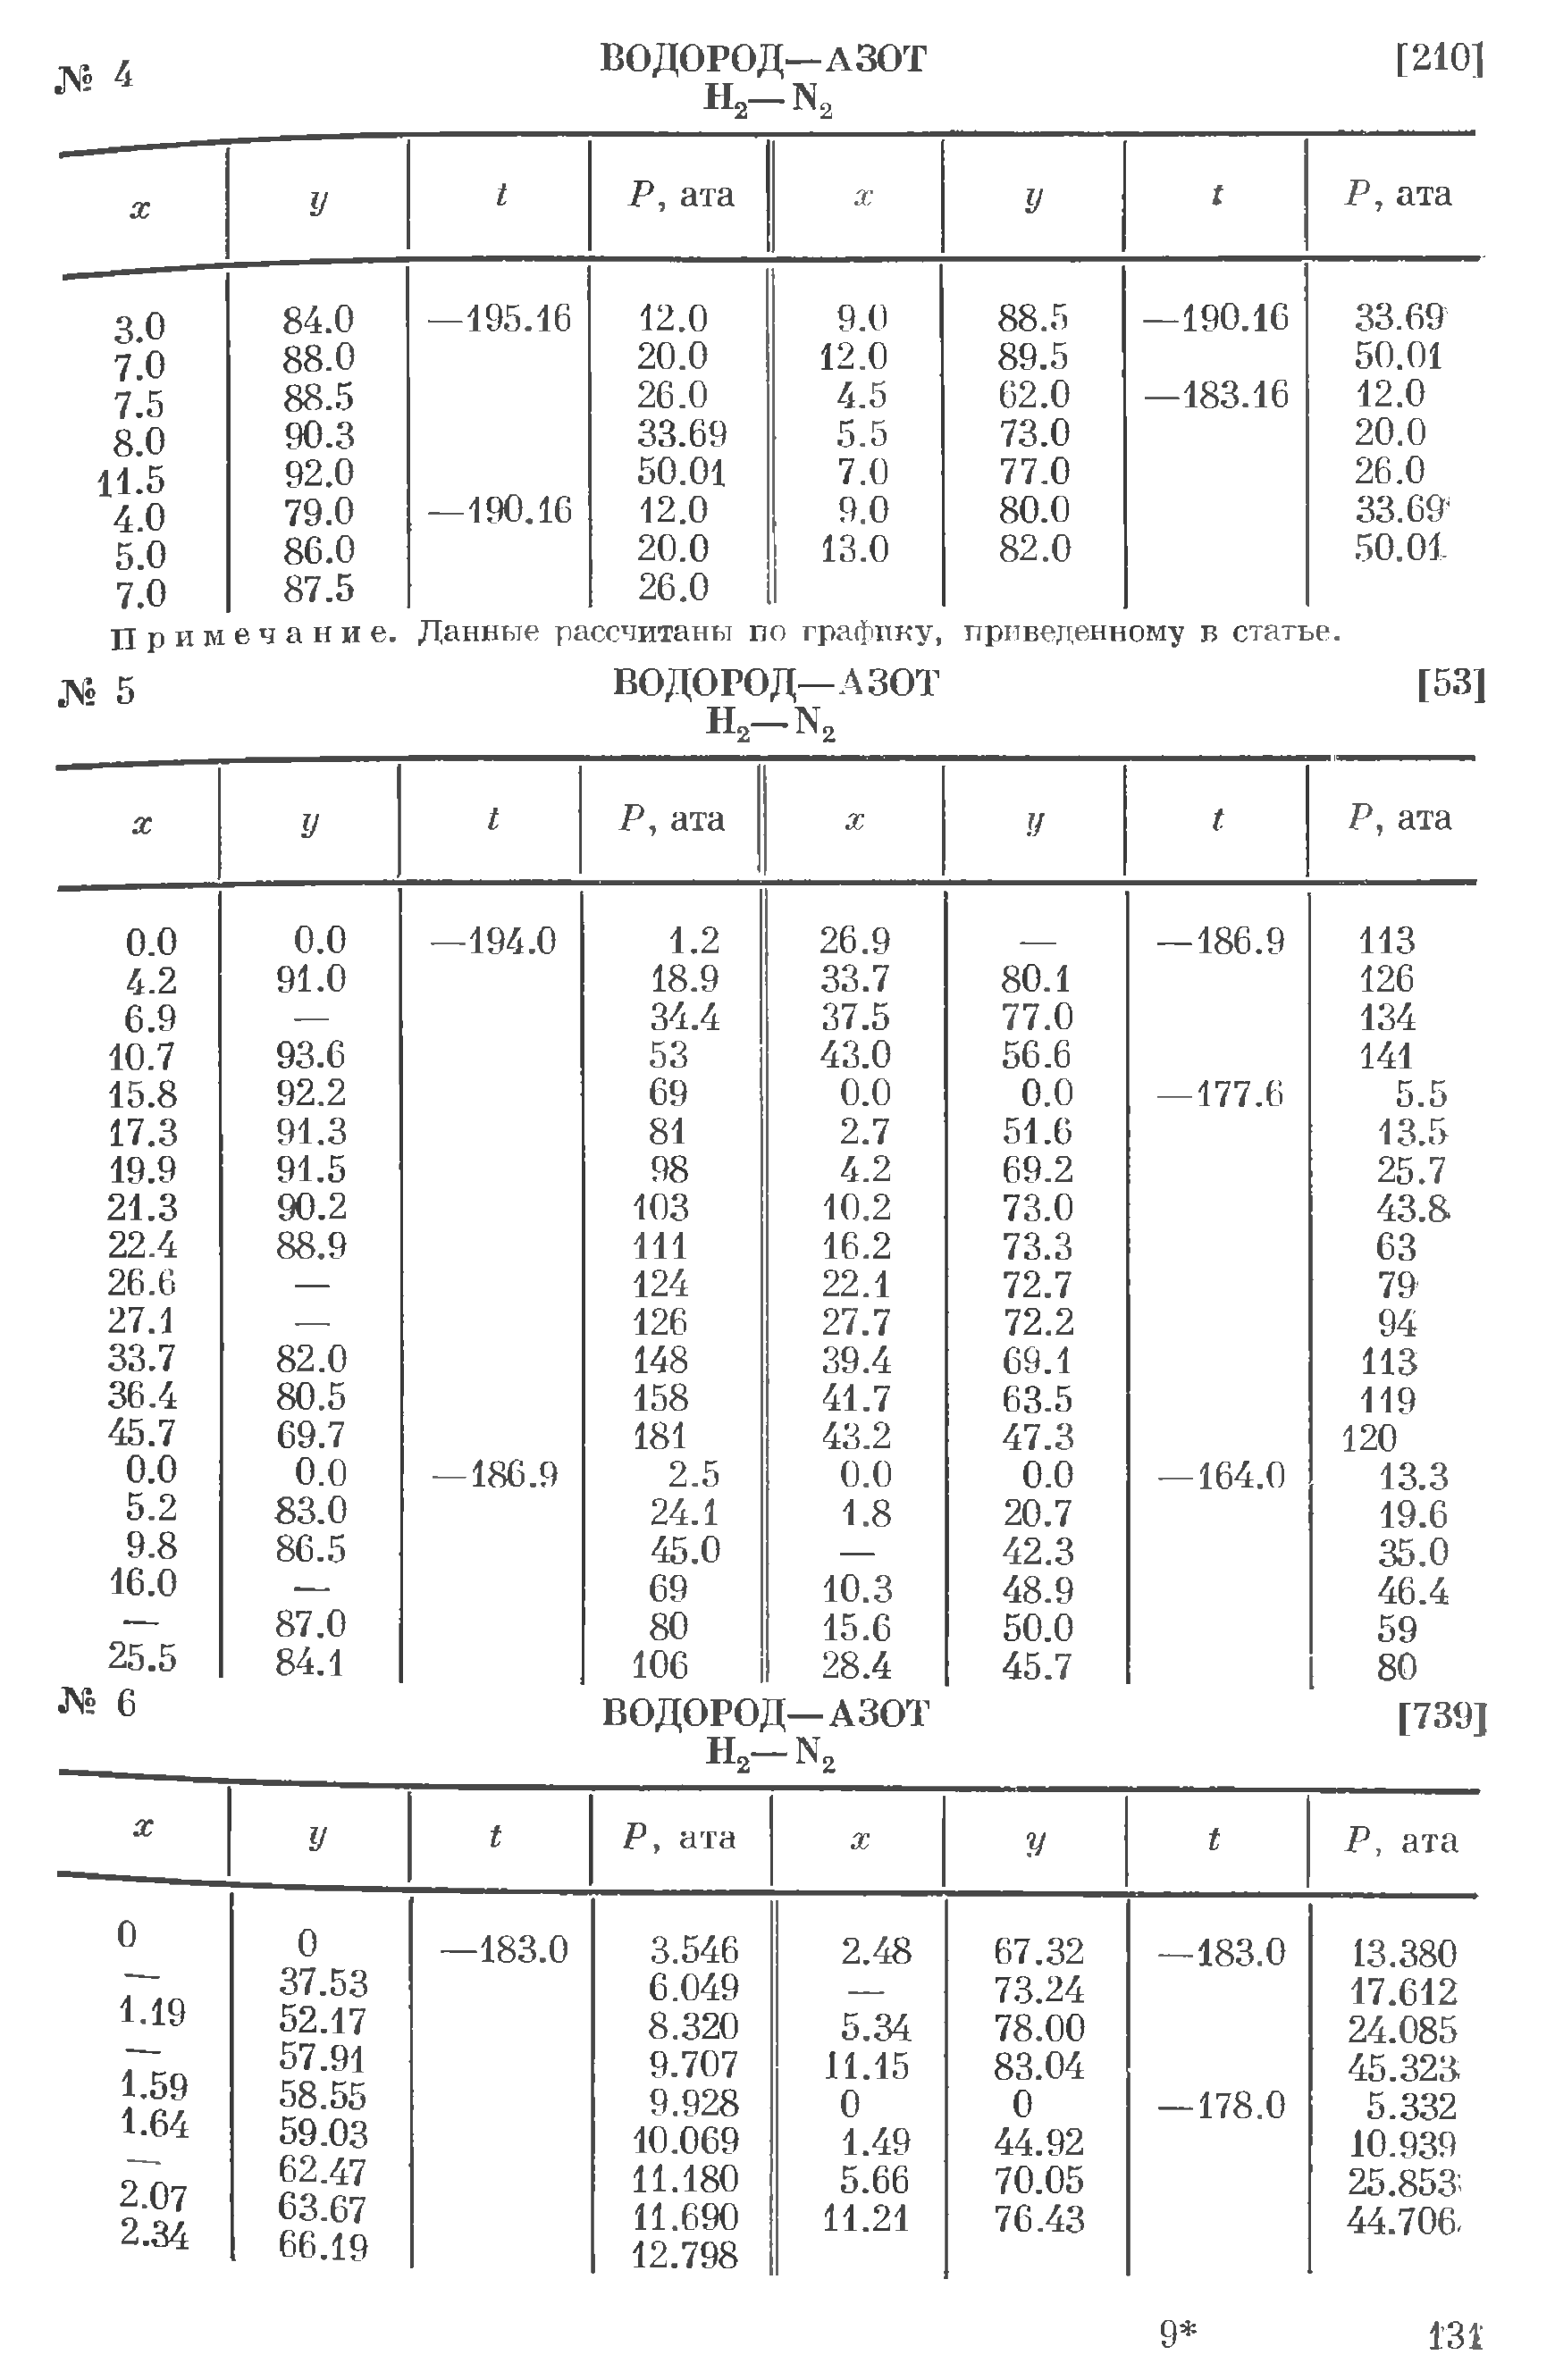 № 4 ВОДОРОД—АЗОТ [210]
H₂—N₂
x y t P, ата x y t P, ата
3.0 84.0 —195.16 12.0 9.0 88.5 —190.16 33.69
7.0 88.0 20.0 12.0 89.5 50.01
7.5 88.5 26.0 4.5 62.0 —183.16 12.0
8.0 90.3 33.69 5.5 73.0 20.0
11.5 92.0 50.01 7.0 77.0 26.0
4.0 79.0 —190.16 12.0 9.0 80.0 33.69
5.0 86.0 20.0 13.0 82.0 50.01
7.0 87.5 26.0
Примечание. Данные рассчитаны по графику, приведенному в статье.
№ 5 ВОДОРОД—АЗОТ [53]
H₂—N₂
x y t P, ата x y t P, ата
0.0 0.0 —194.0 1.2 26.9 — —186.9 113
4.2 91.0 18.9 33.7 80.1 126
6.9 — 34.4 37.5 77.0 134
10.7 93.6 53 43.0 56.6 141
15.8 92.2 69 0.0 0.0 —177.6 5.5
17.3 91.3 81 2.7 51.6 13.5
19.9 91.5 98 4.2 69.2 25.7
21.3 90.2 103 10.2 73.0 43.8
22.4 88.9 111 16.2 73.3 63
26.6 — 124 22.1 72.7 79
27.1 — 126 27.7 72.2 94
33.7 82.0 148 39.4 69.1 113
36.4 80.5 158 41.7 63.5 119
45.7 69.7 181 43.2 47.3 120
0.0 0.0 —186.9 2.5 0.0 0.0 —164.0 13.3
5.2 83.0 24.1 1.8 20.7 19.6
9.8 86.5 45.0 — 42.3 35.0
16.0 — 69 10.3 48.9 46.4
— 87.0 80 15.6 50.0 59
25.5 84.1 106 28.4 45.7 80
№ 6 ВОДОРОД—АЗОТ [739]
H₂—N₂
x y t P, ата x y t P, ата
0 0 —183.0 3.546 2.48 67.32 —183.0 13.380
— 37.53 6.049 — 73.24 17.612
1.19 52.17 8.320 5.34 78.00 24.085
— 57.91 9.707 11.15 83.04 45.323
1.59 58.55 9.928 0 0 —178.0 5.332
1.64 59.03 10.069 1.49 44.92 10.939
— 62.47 11.180 5.66 70.05 25.853
2.07 63.67 11.690 11.21 76.43 44.706
2.34 66.19 12.798
9* 131